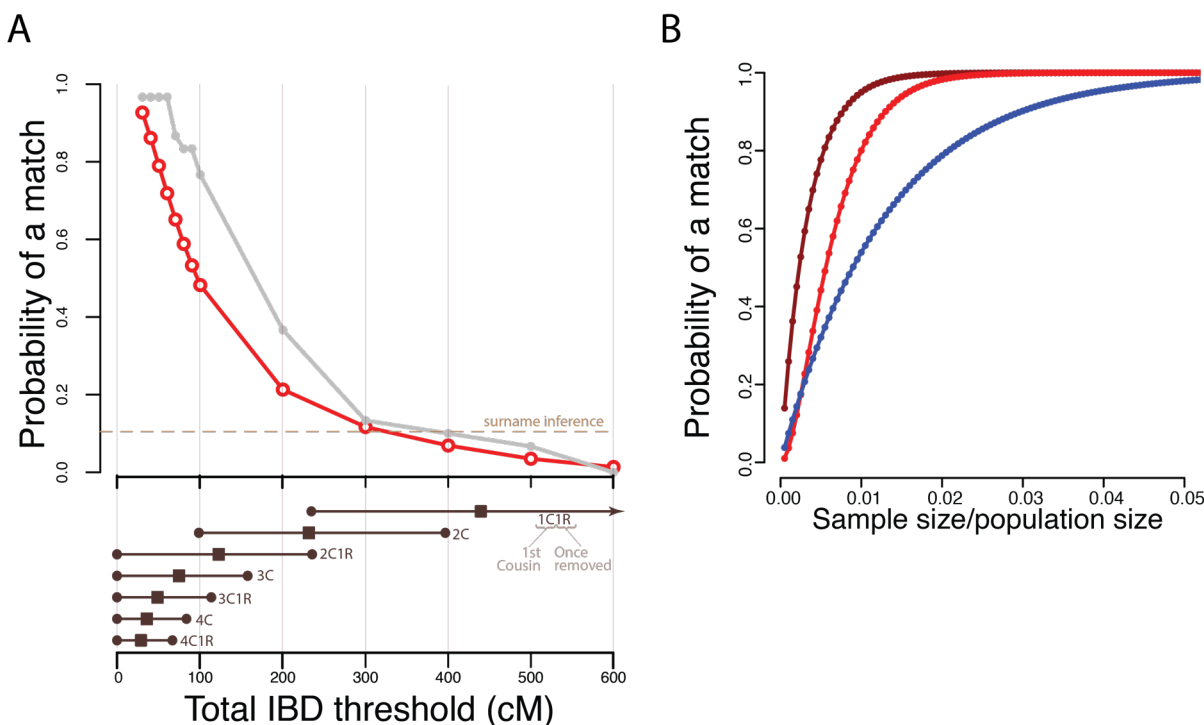 A
Probability of a match
1.0
0.8
0.6
0.4
0.2
0.0
surname inference
1C1R
1st
Cousin
Once
removed
2C
2C1R
3C
3C1R
4C
4C1R
0 100 200 300 400 500 600
Total IBD threshold (cM)
B
Probability of a match
1.0
0.8
0.6
0.4
0.2
0.0
0.00 0.01 0.02 0.03 0.04 0.05
Sample size/population size